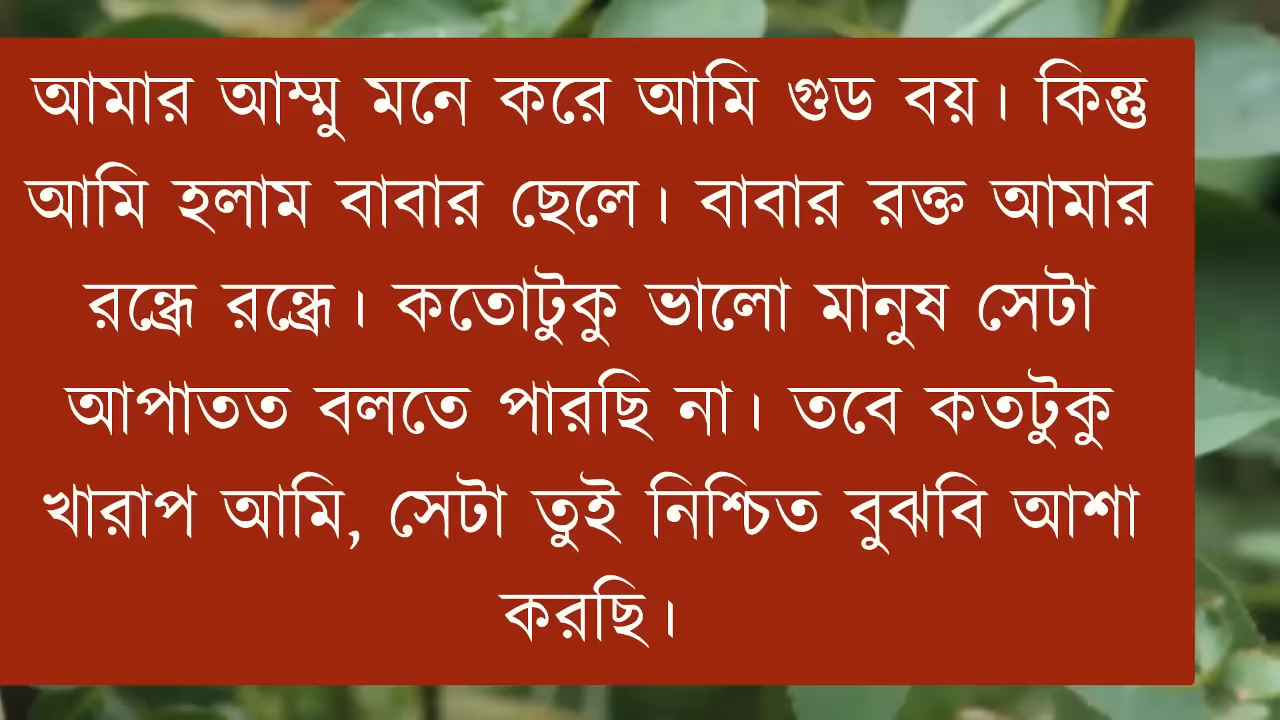 আমার আম্মু মনে করে আমি গুড বয়। কিন্তু
আমি হলাম বাবার ছেলে। বাবার রক্ত আমার
রন্ধ্রে রন্ধ্রে। কতোটুকু ভালো মানুষ সেটা
আপাতত বলতে পারছি না। তবে কতটুকু
খারাপ আমি, সেটা তুই নিশ্চিত বুঝবি আশা
করছি।